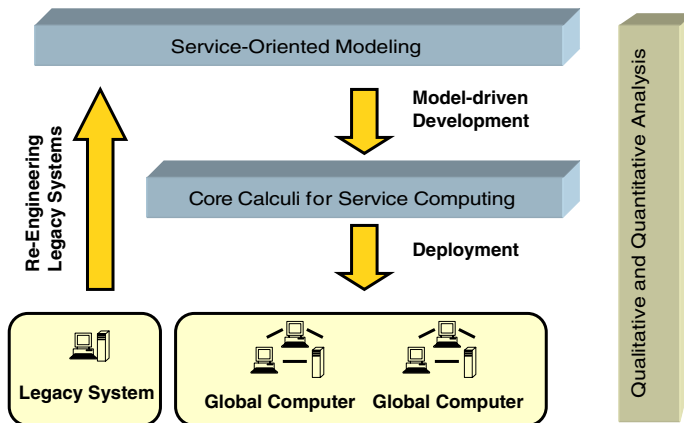 Service-Oriented Modeling
Model-driven
Development
Re-Engineering
Legacy Systems
Core Calculi for Service Computing
Deployment
Legacy System
Global Computer
Global Computer
Qualitative and Quantitative Analysis